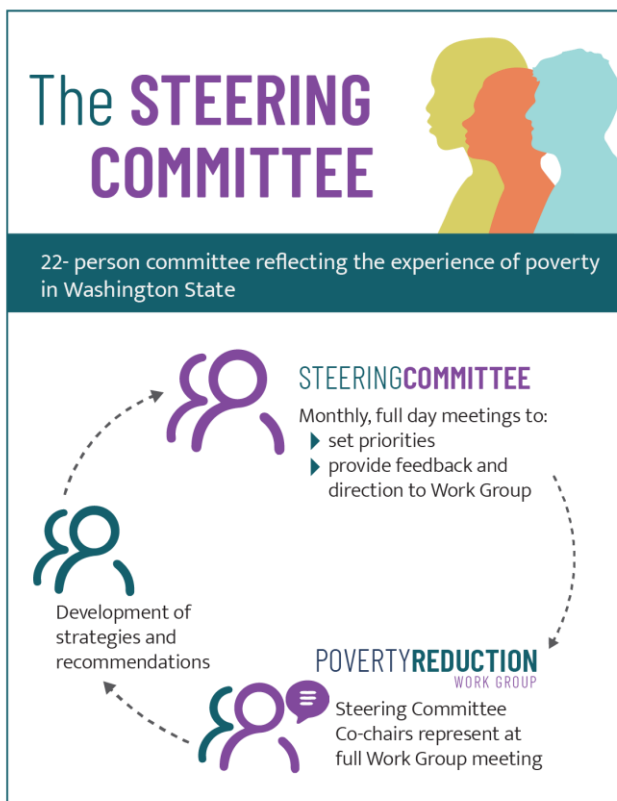 The STEERING
COMMITTEE
22- person committee reflecting the experience of poverty
in Washington State
STEERINGCOMMITTEE
Monthly, full day meetings to:
set priorities
provide feedback and
direction to Work Group
POVERTYREDUCTION
WORK GROUP
Steering Committee
Co-chairs represent at
full Work Group meeting
Development of
strategies and
recommendations